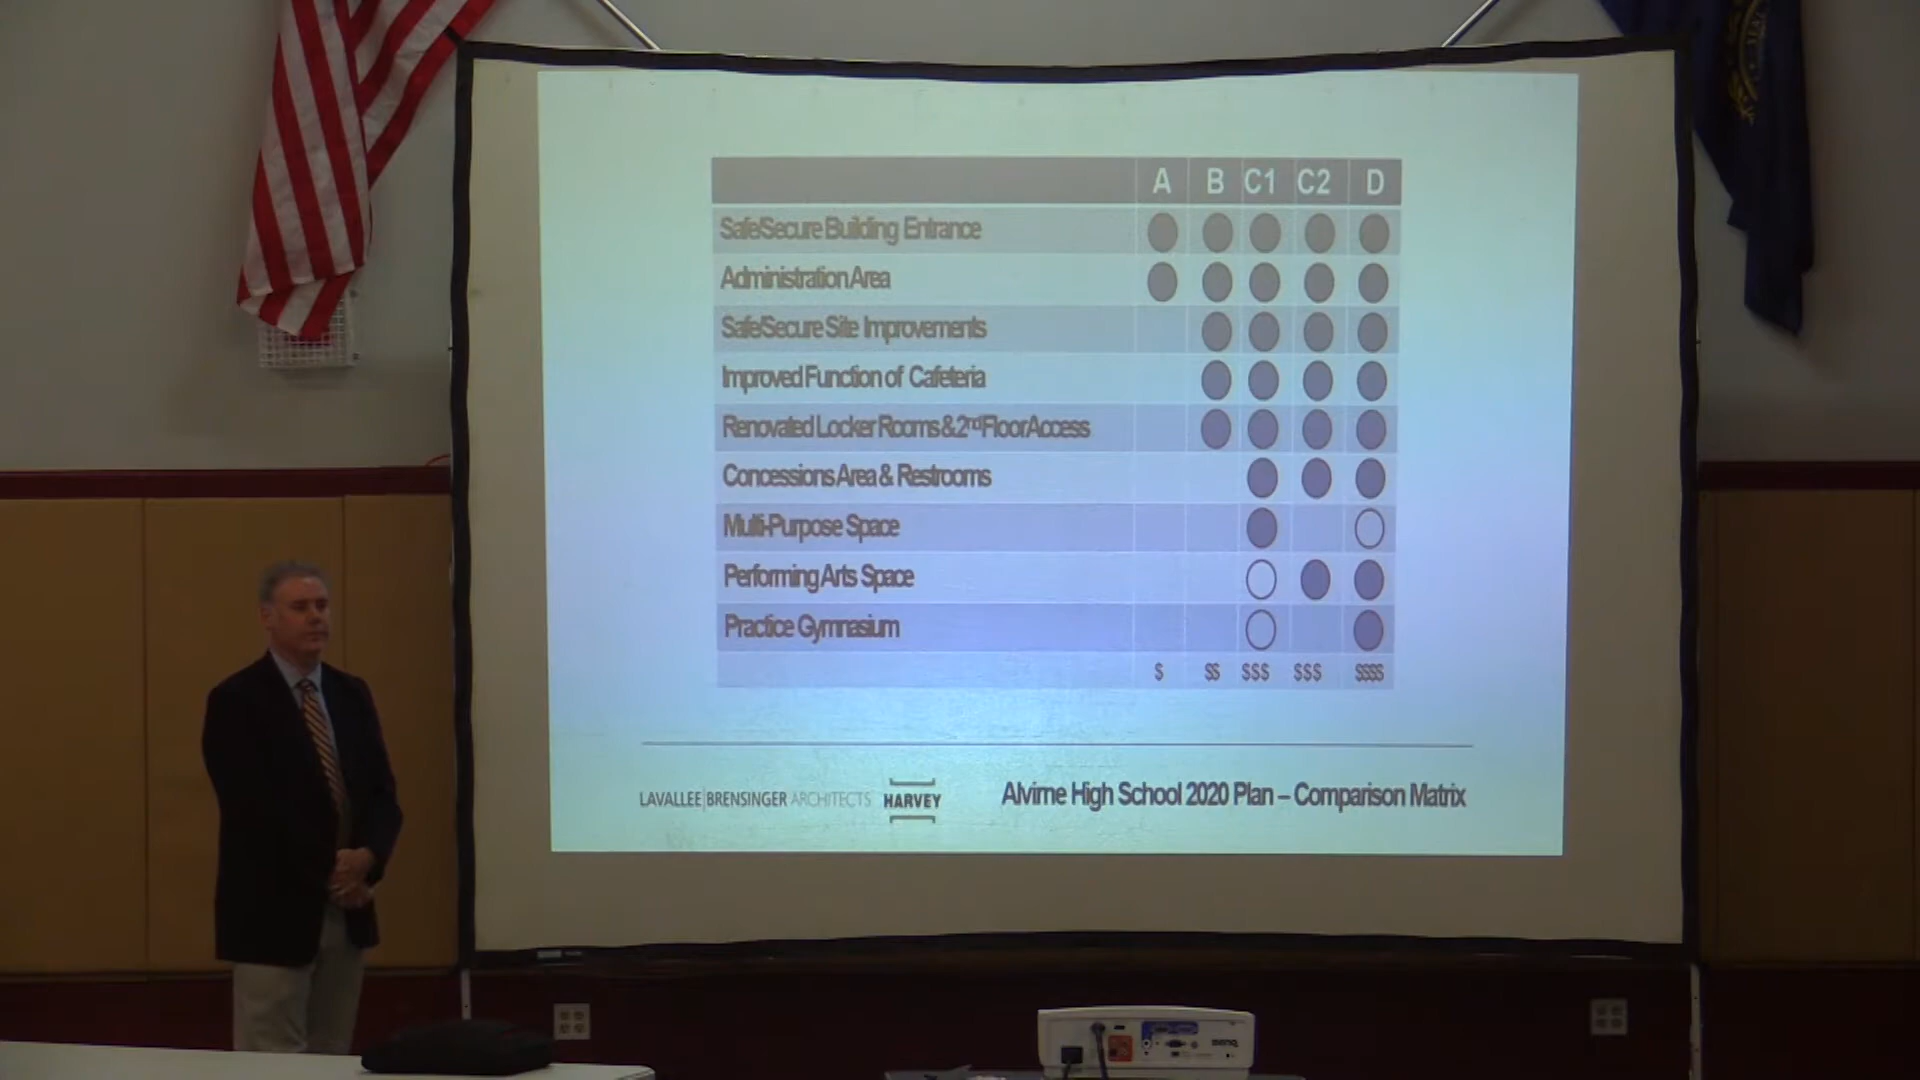 A B C1 C2 D
Safe/Secure Building Entrance
Administration Area
Safe/Secure Site Improvements
Improved Function of Cafeteria
Renovated Locker Rooms & 2nd Floor Access
Concessions Area & Restrooms
Multi-Purpose Space
Performing Arts Space
Practice Gymnasium
$ $$ $$$ $$$ $$$$
LAVALLEE|BRENSINGER ARCHITECTS HARVEY Alvirne High School 2020 Plan – Comparison Matrix
BenQ